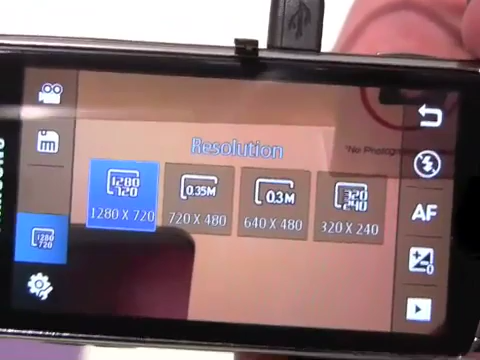 Resolution
"No Photogra
1280
720
0.35M
0.3M
320
240
1280 X 720
720 X 480
640 X 480
320 X 240
1280
720
m
AF
0